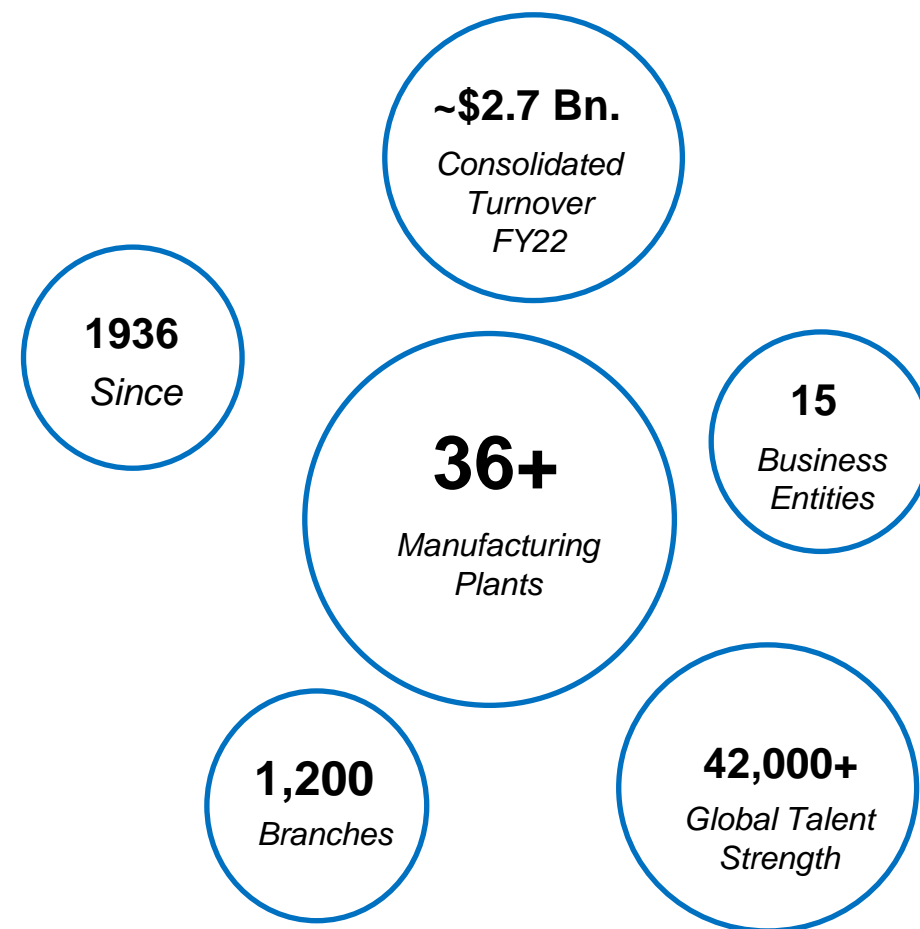 ~$2.7 Bn.
Consolidated
Turnover
FY22
1936
Since
36+
Manufacturing
Plants
15
Business
Entities
1,200
Branches
42,000+
Global Talent
Strength